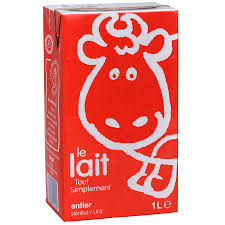 le
lait
Tout
Simplement
entier
stérilisé / UHT
1L e